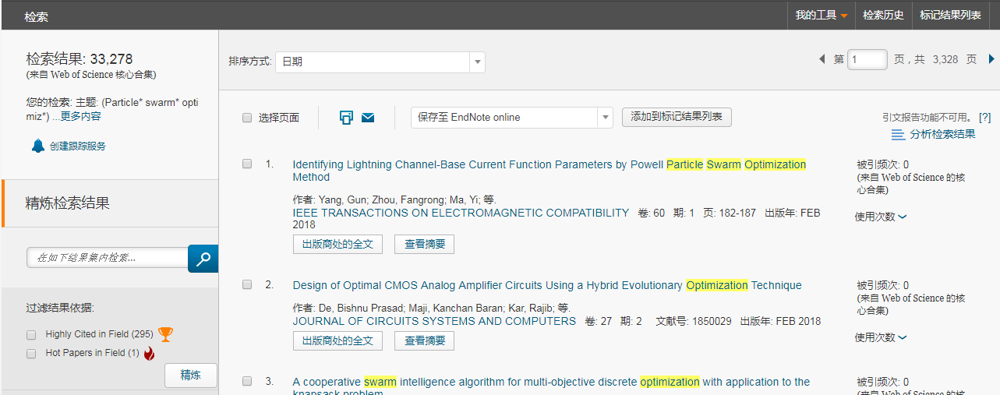 检索
我的工具
检索历史
标记结果列表
检索结果: 33,278
(来自 Web of Science 核心合集)
您的检索: 主题: (Particle* swarm* opti
miz*) ...更多内容
创建跟踪服务
精炼检索结果
在如下结果集内检索...
过滤结果依据:
Highly Cited in Field (295)
Hot Papers in Field (1)
精炼
排序方式: 日期
第 1 页，共 3,328 页
选择页面
保存至 EndNote online
添加到标记结果列表
引文报告功能不可用。 [?]
分析检索结果
1. Identifying Lightning Channel-Base Current Function Parameters by Powell Particle Swarm Optimization
Method
作者: Yang, Gun; Zhou, Fangrong; Ma, Yi; 等.
IEEE TRANSACTIONS ON ELECTROMAGNETIC COMPATIBILITY 卷: 60 期: 1 页: 182-187 出版年: FEB
2018
出版商处的全文
查看摘要
被引频次: 0
(来自 Web of Science 的核
心合集)
使用次数
2. Design of Optimal CMOS Analog Amplifier Circuits Using a Hybrid Evolutionary Optimization Technique
作者: De, Bishnu Prasad; Maji, Kanchan Baran; Kar, Rajib; 等.
JOURNAL OF CIRCUITS SYSTEMS AND COMPUTERS 卷: 27 期: 2 文献号: 1850029 出版年: FEB 2018
出版商处的全文
查看摘要
被引频次: 0
(来自 Web of Science 的核
心合集)
使用次数
3. A cooperative swarm intelligence algorithm for multi-objective discrete optimization with application to the
knapsack problem
被引频次: 0
(来自 Web of Science 的核